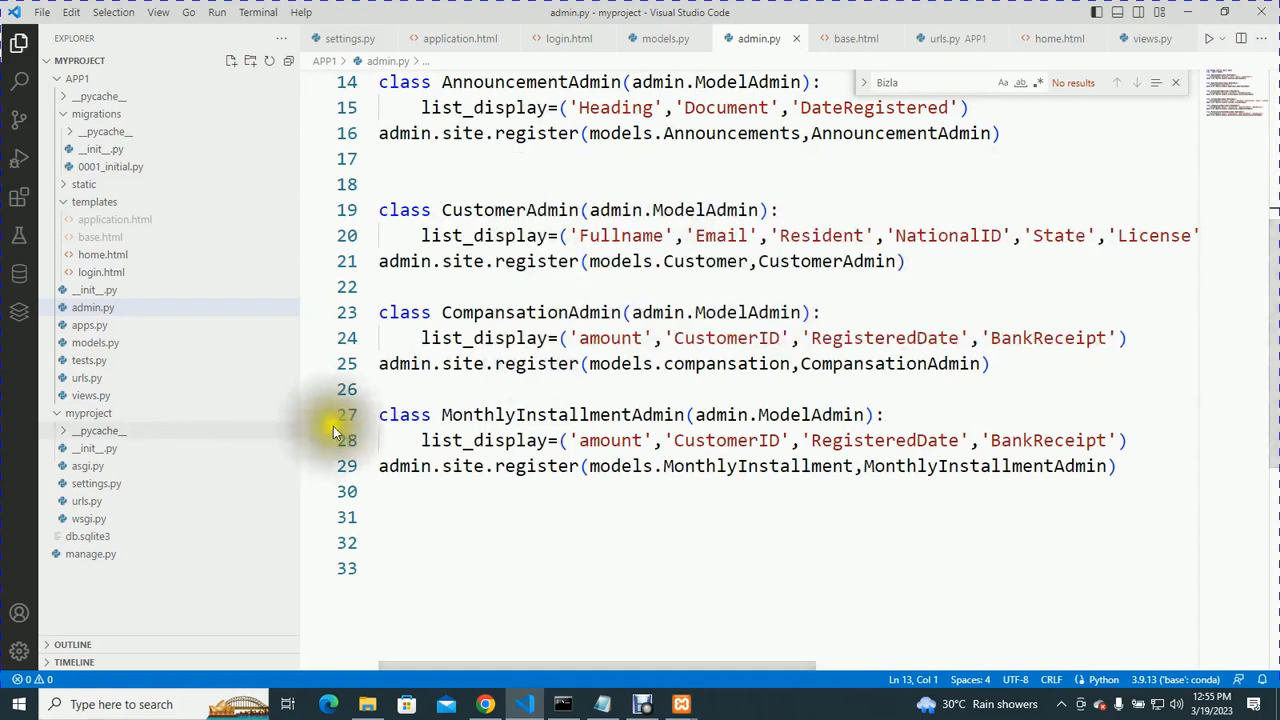 File Edit Selection View Go Run Terminal Help admin.py - myproject - Visual Studio Code
EXPLORER
settings.py application.html login.html models.py admin.py base.html urls.py APP1 home.html views.py
MYPROJECT
APP1 > admin.py > ...
Bizla Aa ab No results
APP1
__pycache__
migrations
__pycache__
__init__.py
0001_initial.py
static
templates
application.html
base.html
home.html
login.html
__init__.py
admin.py
apps.py
models.py
tests.py
urls.py
views.py
myproject
__pycache__
__init__.py
asgi.py
settings.py
urls.py
wsgi.py
db.sqlite3
manage.py
OUTLINE
TIMELINE
14 class AnnouncementAdmin(admin.ModelAdmin):
15 list_display=('Heading','Document','DateRegistered')
16 admin.site.register(models.Announcements,AnnouncementAdmin)
17
18
19 class CustomerAdmin(admin.ModelAdmin):
20 list_display=('Fullname','Email','Resident','NationalID','State','License'
21 admin.site.register(models.Customer,CustomerAdmin)
22
23 class CompansationAdmin(admin.ModelAdmin):
24 list_display=('amount','CustomerID','RegisteredDate','BankReceipt')
25 admin.site.register(models.compansation,CompansationAdmin)
26
27 class MonthlyInstallmentAdmin(admin.ModelAdmin):
28 list_display=('amount','CustomerID','RegisteredDate','BankReceipt')
29 admin.site.register(models.MonthlyInstallment,MonthlyInstallmentAdmin)
30
31
32
33
0 0 Ln 13, Col 1 Spaces: 4 UTF-8 CRLF Python 3.9.13 ('base': conda)
Type here to search 30°C Rain showers 12:55 PM
3/19/2023